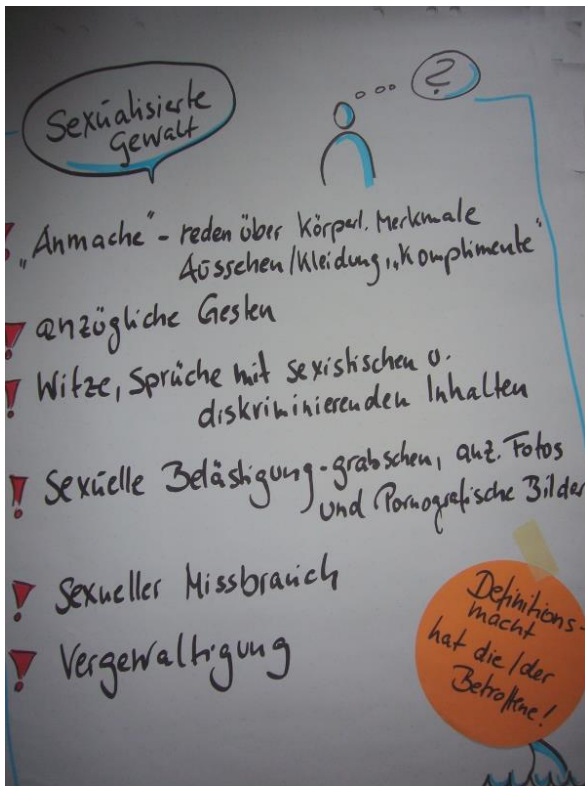 Sexualisierte
Gewalt
?
„Anmache" - reden über Körperl. Merkmale
Aussehen/Kleidung, „Komplimente"
anzügliche Gesten
Witze, Sprüche mit sexistischen o.
diskriminierenden Inhalten
Sexuelle Belästigung - grabschen, anz. Fotos
und Pornografische Bilder
Sexueller Missbrauch
Vergewaltigung
Definitions-
macht
hat die/der
Betroffene!